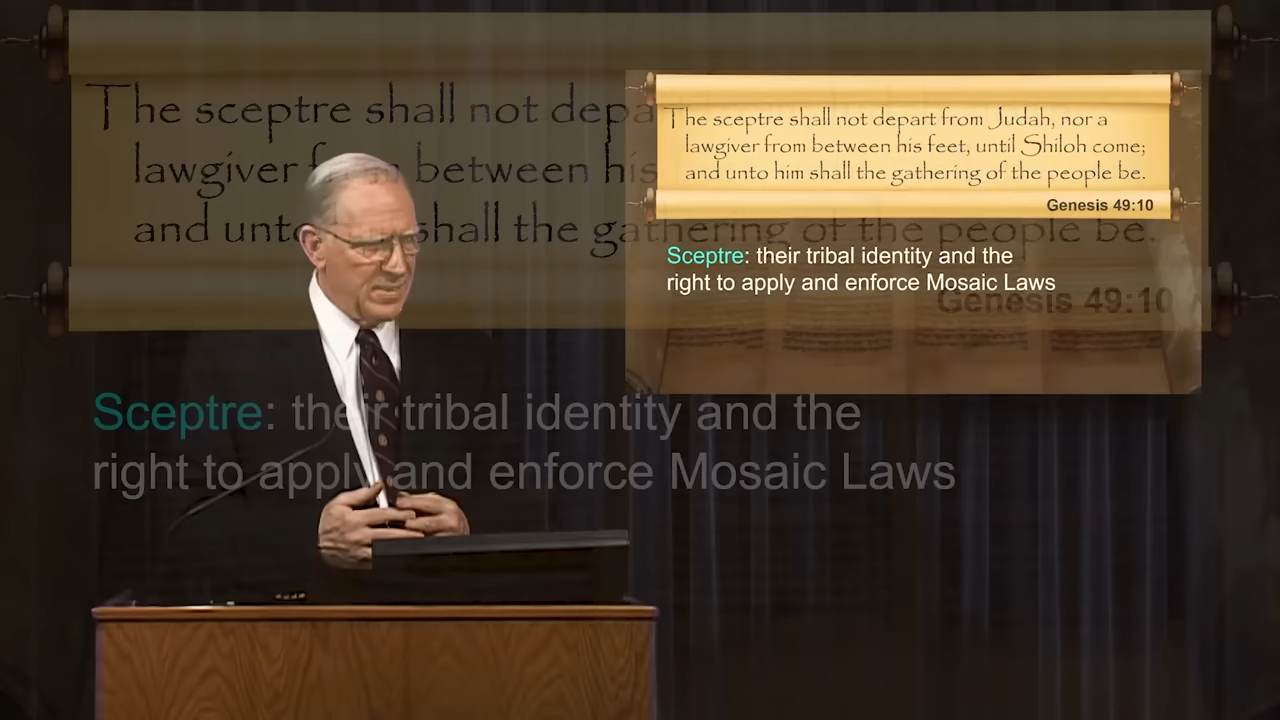 The sceptre shall not depa
lawgiver f between his
and unto shall the gathering of the people be.
Genesis 49:10
Sceptre: their tribal identity and the
right to apply and enforce Mosaic Laws
The sceptre shall not depart from Judah, nor a
lawgiver from between his feet, until Shiloh come;
and unto him shall the gathering of the people be.
Genesis 49:10
Sceptre: their tribal identity and the
right to apply and enforce Mosaic Laws